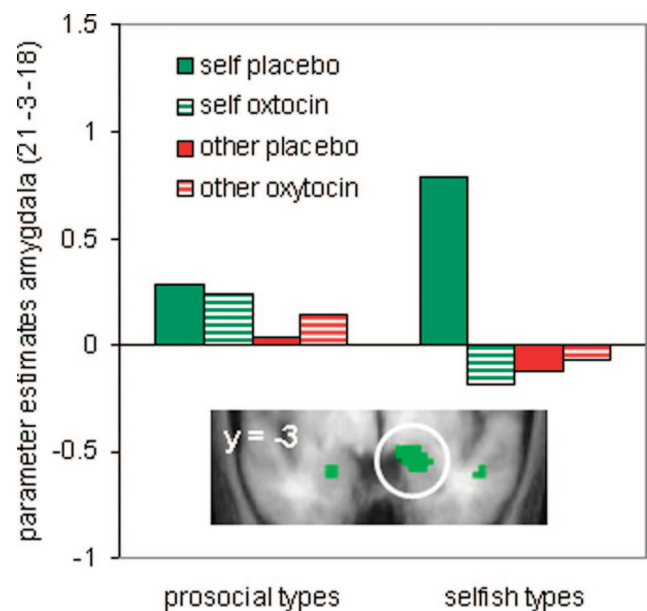 parameter estimates amygdala (21 -3 -18)
1.5
1
0.5
0
-0.5
-1
self placebo
self oxtocin
other placebo
other oxytocin
y = -3
prosocial types
selfish types